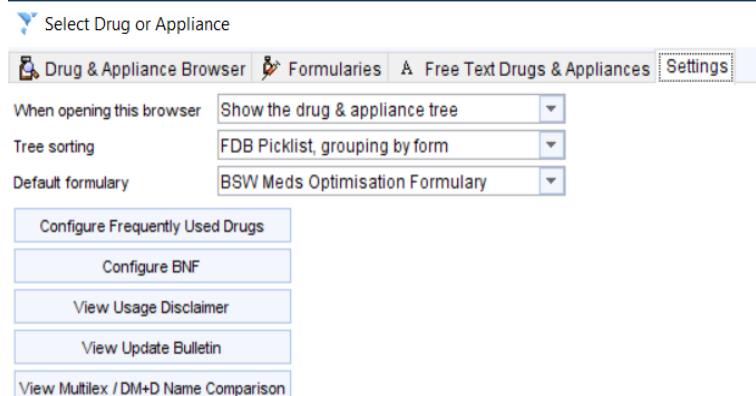 Select Drug or Appliance
Drug & Appliance Browser Formularies A Free Text Drugs & Appliances Settings
When opening this browser Show the drug & appliance tree
Tree sorting FDB Picklist, grouping by form
Default formulary BSW Meds Optimisation Formulary
Configure Frequently Used Drugs
Configure BNF
View Usage Disclaimer
View Update Bulletin
View Multilex / DM+D Name Comparison